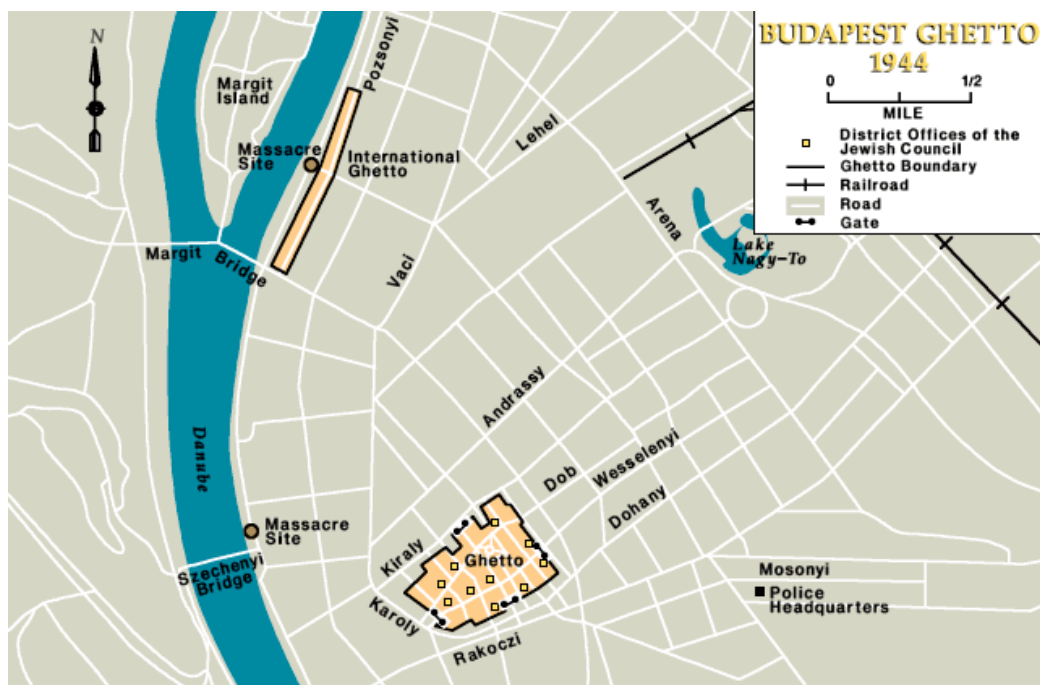 BUDAPEST GHETTO
1944
0
1/2
MILE
District Offices of the
Jewish Council
Ghetto Boundary
Railroad
Road
Gate
N
Margit
Island
Pozsonyi
Massacre
Site
International
Ghetto
Lehel
Arena
Lake
Nagy-To
Margit
Bridge
Vaci
Andrassy
Danube
Dob
Wesselenyi
Dohany
Massacre
Site
Szechenyi
Bridge
Kiraly
Ghetto
Karoly
Rakoczi
Mosonyi
Police
Headquarters